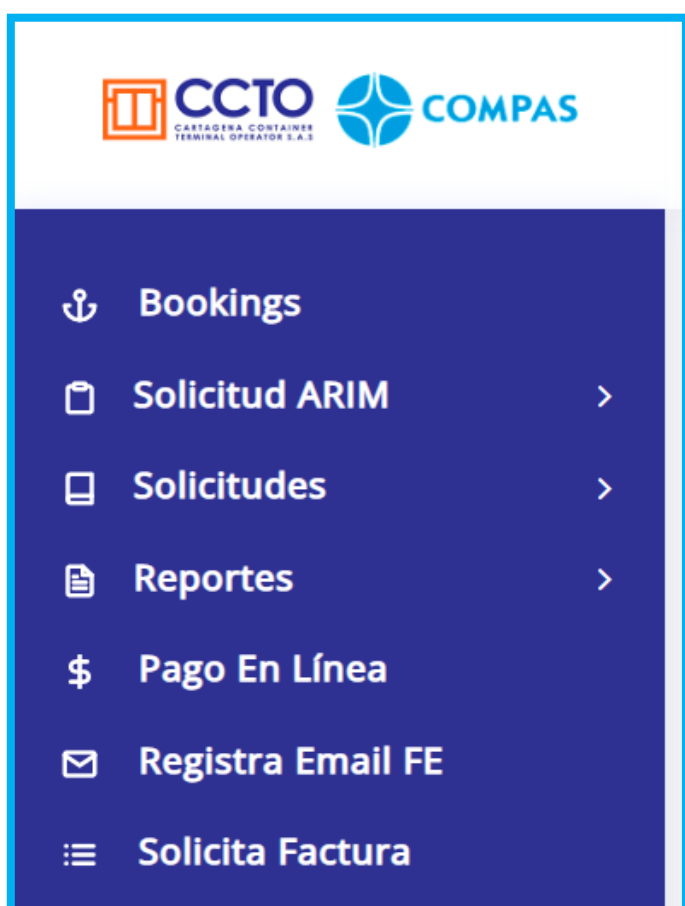 CCTO
CARTAGENA CONTAINER
TERMINAL OPERATOR S.A.S
COMPAS
Bookings
Solicitud ARIM
Solicitudes
Reportes
Pago En Línea
Registra Email FE
Solicita Factura